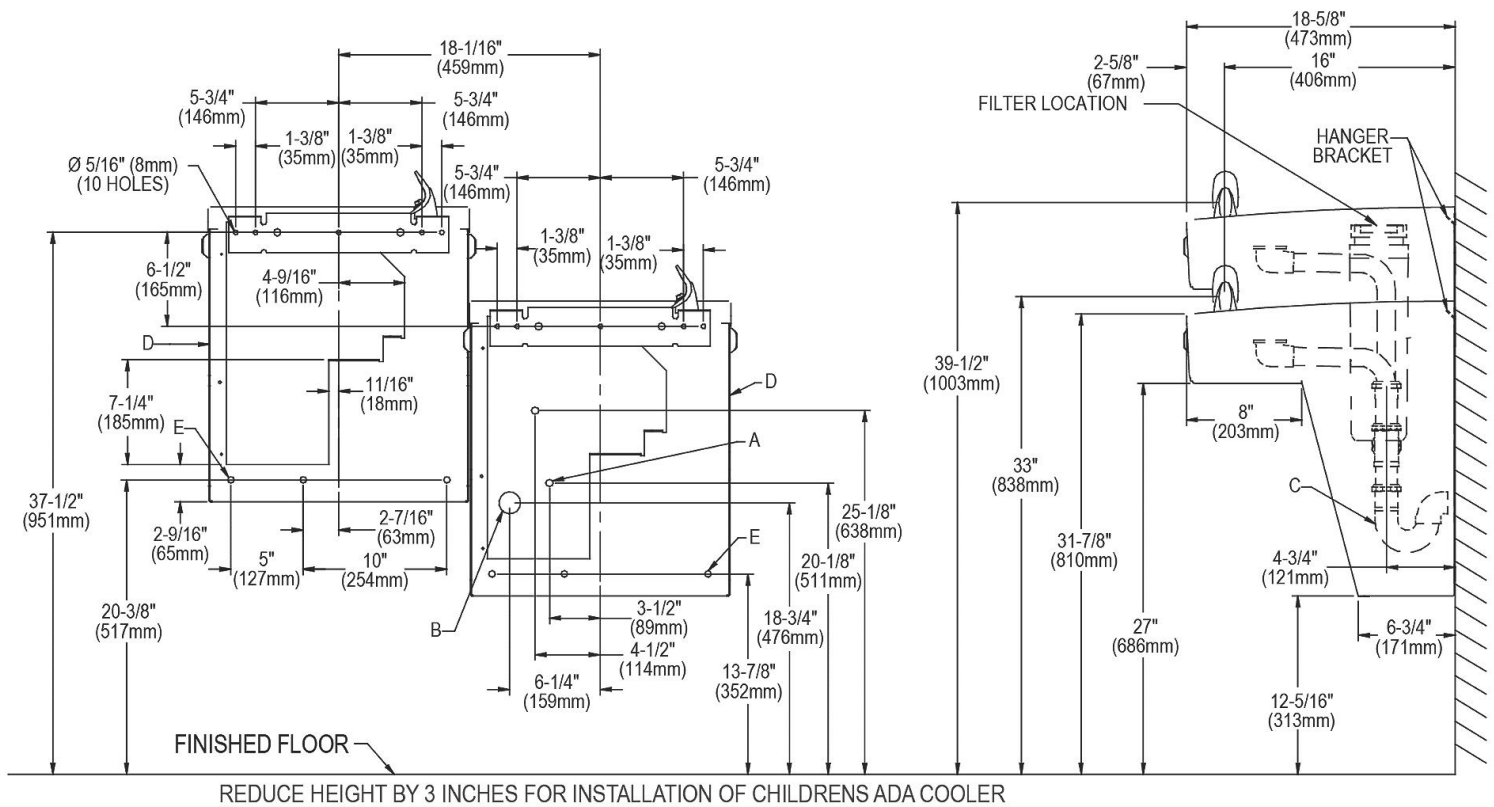 18-1/16"
(459mm)
5-3/4"
(146mm)
5-3/4"
(146mm)
1-3/8"
(35mm)
1-3/8"
(35mm)
Ø 5/16" (8mm)
(10 HOLES)
5-3/4"
(146mm)
5-3/4"
(146mm)
1-3/8"
(35mm)
1-3/8"
(35mm)
6-1/2"
(165mm)
4-9/16"
(116mm)
D
11/16"
(18mm)
7-1/4"
(185mm)
E
D
A
37-1/2"
(951mm)
2-9/16"
(65mm)
2-7/16"
(63mm)
5"
(127mm)
10"
(254mm)
25-1/8"
(638mm)
E
20-1/8"
(511mm)
20-3/8"
(517mm)
B
3-1/2"
(89mm)
18-3/4"
(476mm)
4-1/2"
(114mm)
6-1/4"
(159mm)
13-7/8"
(352mm)
18-5/8"
(473mm)
2-5/8"
(67mm)
16"
(406mm)
FILTER LOCATION
HANGER
BRACKET
39-1/2"
(1003mm)
8"
(203mm)
33"
(838mm)
C
31-7/8"
(810mm)
4-3/4"
(121mm)
27"
(686mm)
6-3/4"
(171mm)
12-5/16"
(313mm)
FINISHED FLOOR
REDUCE HEIGHT BY 3 INCHES FOR INSTALLATION OF CHILDRENS ADA COOLER